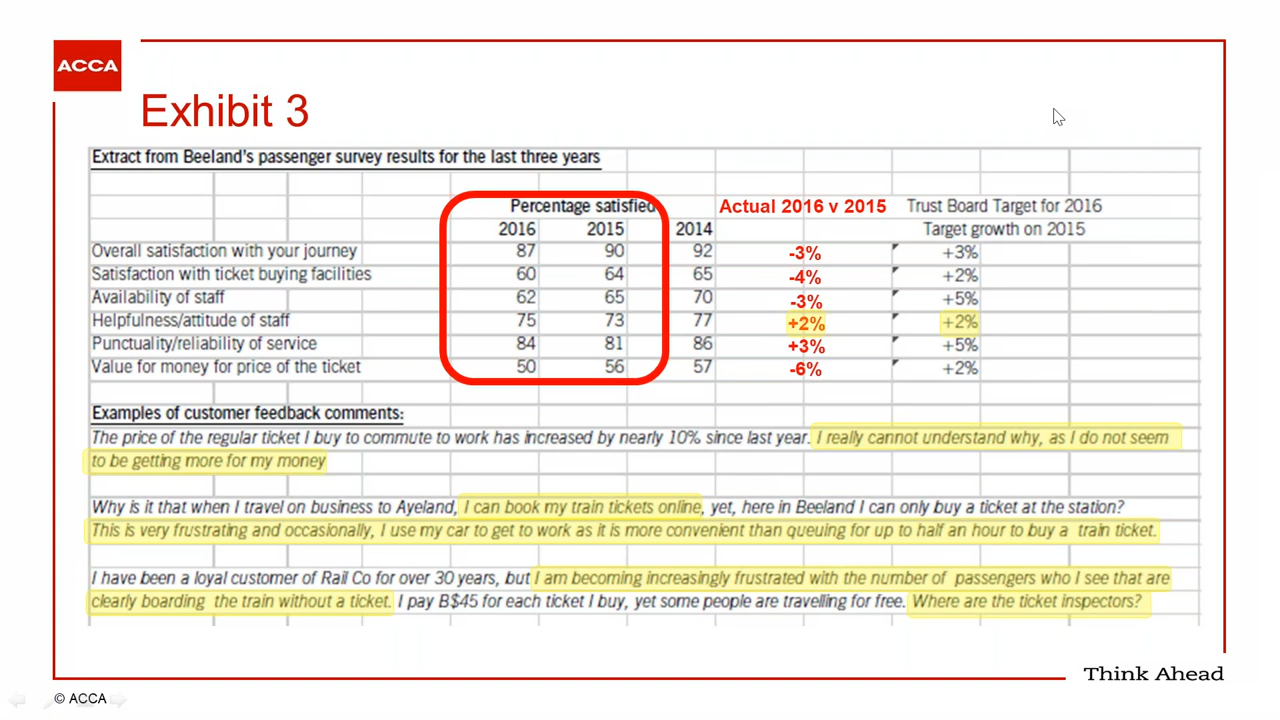 ACCA
Exhibit 3
Extract from Beeland's passenger survey results for the last three years
Percentage satisfied Actual 2016 v 2015 Trust Board Target for 2016
2016 2015 2014 Target growth on 2015
Overall satisfaction with your journey 87 90 92 -3% +3%
Satisfaction with ticket buying facilities 60 64 65 -4% +2%
Availability of staff 62 65 70 -3% +5%
Helpfulness/attitude of staff 75 73 77 +2% +2%
Punctuality/reliability of service 84 81 86 +3% +5%
Value for money for price of the ticket 50 56 57 -6% +2%
Examples of customer feedback comments:
The price of the regular ticket I buy to commute to work has increased by nearly 10% since last year. I really cannot understand why, as I do not seem
to be getting more for my money
Why is it that when I travel on business to Ayeland, I can book my train tickets online, yet, here in Beeland I can only buy a ticket at the station?
This is very frustrating and occasionally, I use my car to get to work as it is more convenient than queuing for up to half an hour to buy a train ticket.
I have been a loyal customer of Rail Co for over 30 years, but I am becoming increasingly frustrated with the number of passengers who I see that are
clearly boarding the train without a ticket. I pay B$45 for each ticket I buy, yet some people are travelling for free. Where are the ticket inspectors?
Think Ahead
© ACCA